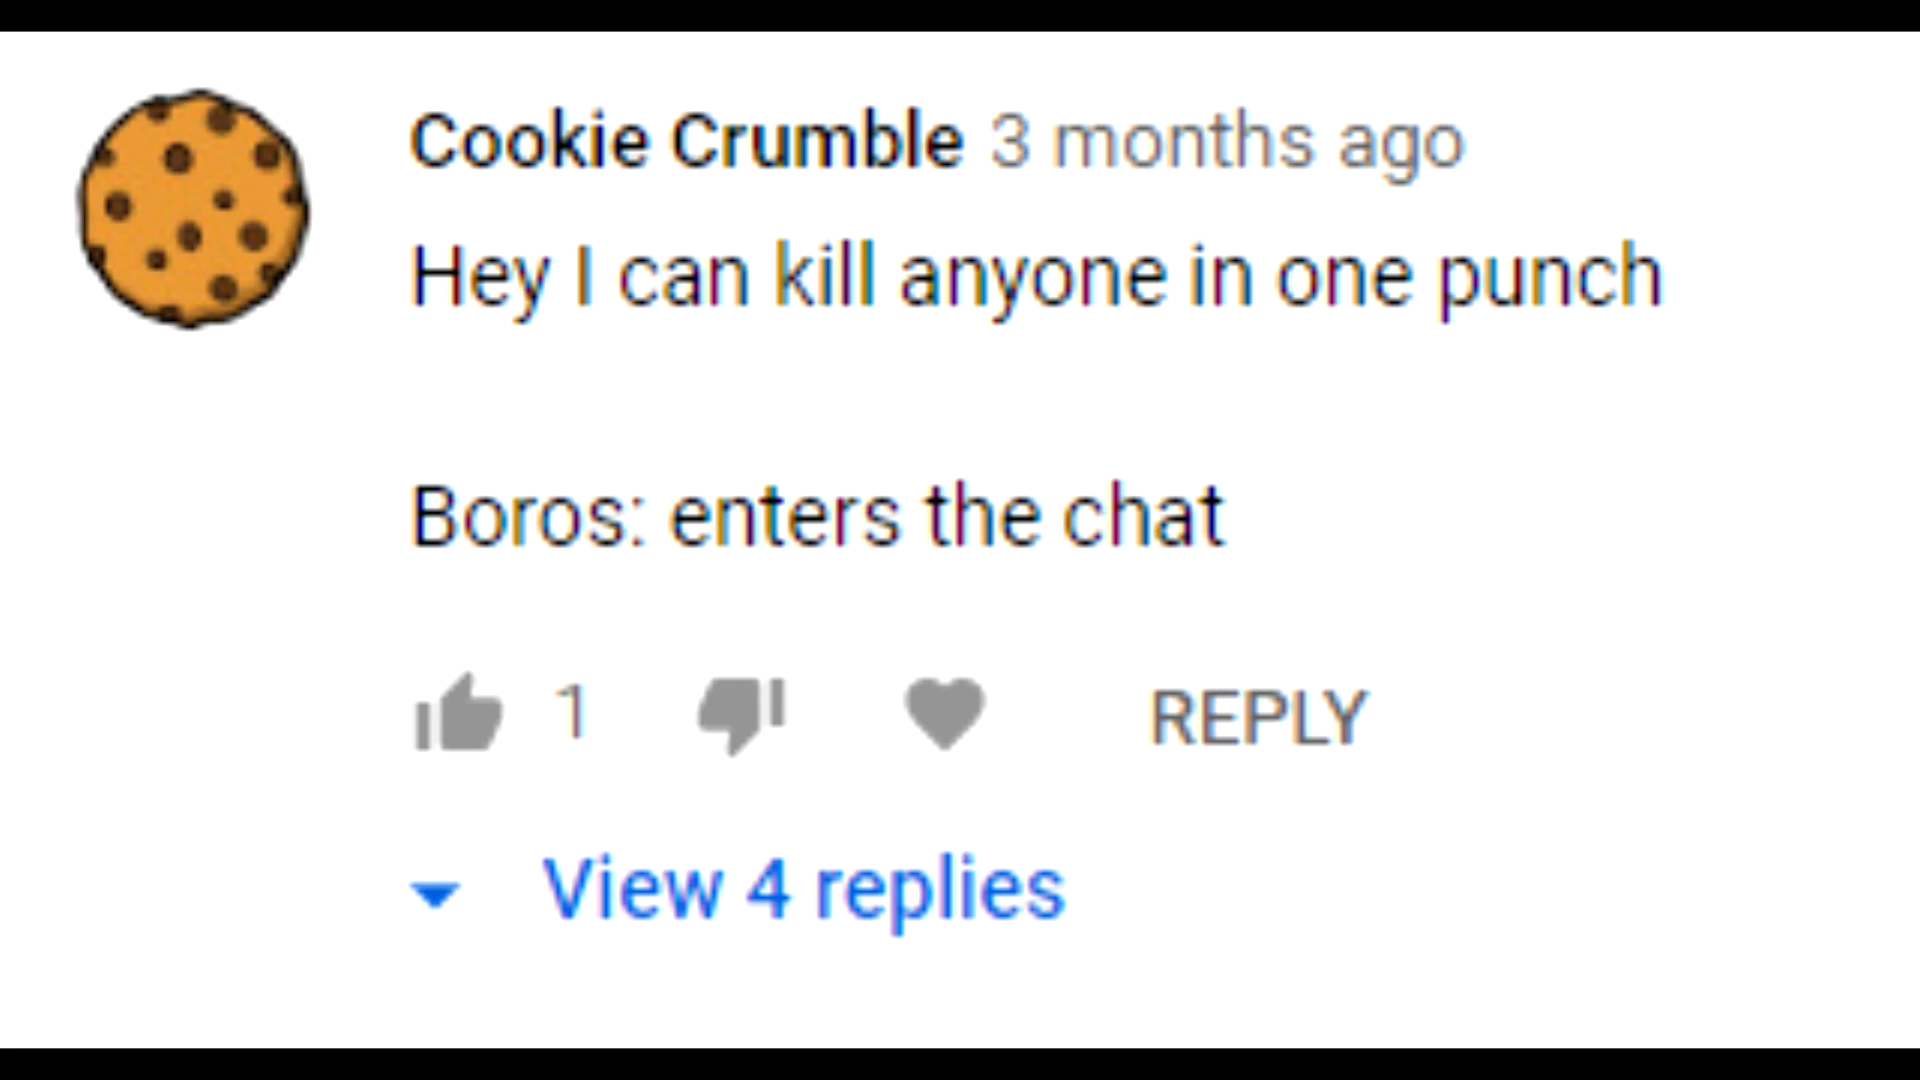 Cookie Crumble 3 months ago
Hey I can kill anyone in one punch
Boros: enters the chat
1 REPLY
View 4 replies